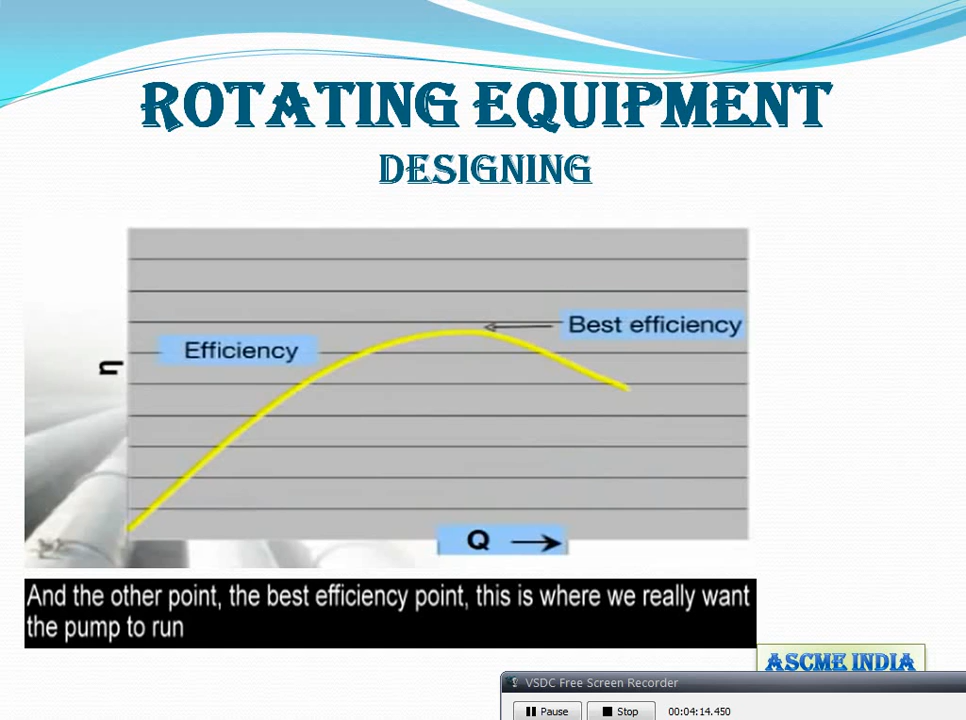 ROTATING EQUIPMENT
DESIGNING
Best efficiency
Efficiency
n
Q
And the other point, the best efficiency point, this is where we really want
the pump to run
ASCME INDIA
VSDC Free Screen Recorder
Pause Stop 00:04:14.450